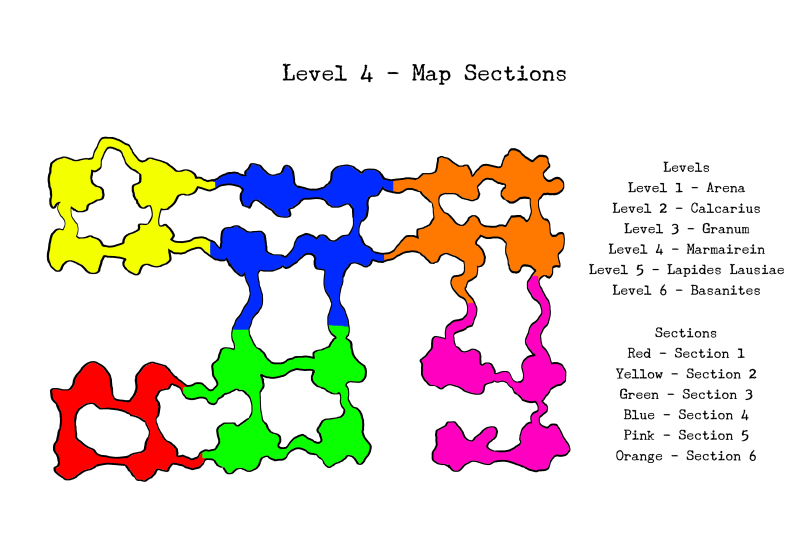 Level 4 - Map Sections
Levels
Level 1 - Arena
Level 2 - Calcarius
Level 3 - Granum
Level 4 - Marmairein
Level 5 - Lapides Lausiae
Level 6 - Basanites
Sections
Red - Section 1
Yellow - Section 2
Green - Section 3
Blue - Section 4
Pink - Section 5
Orange - Section 6